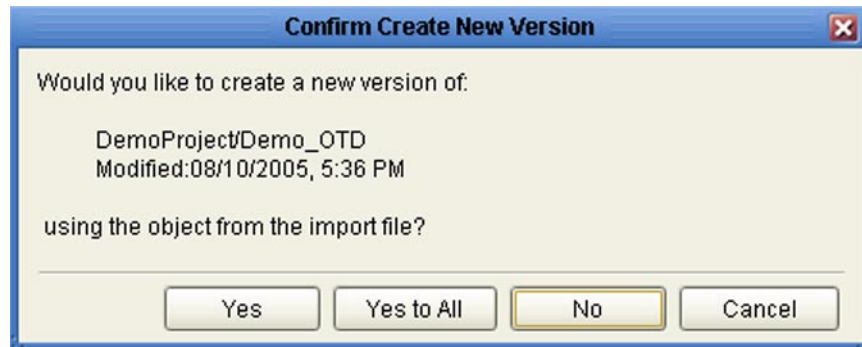 Confirm Create New Version
Would you like to create a new version of:
DemoProject/Demo_OTD
Modified:08/10/2005, 5:36 PM
using the object from the import file?
Yes
Yes to All
No
Cancel